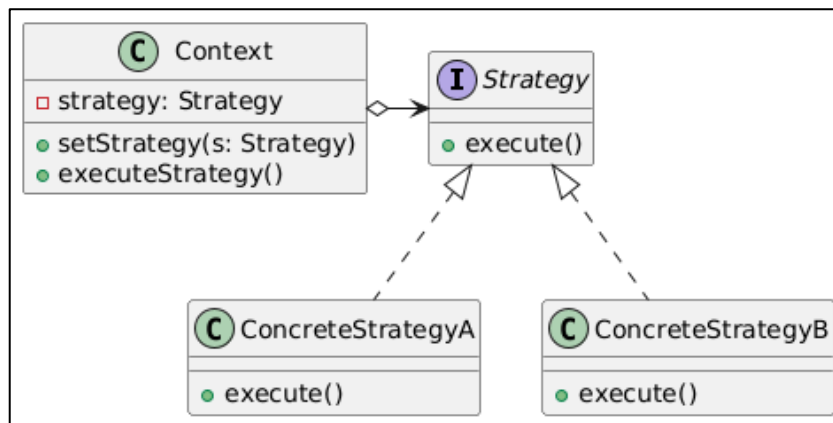 C Context
strategy: Strategy
setStrategy(s: Strategy)
executeStrategy()
I Strategy
execute()
C ConcreteStrategyA
execute()
C ConcreteStrategyB
execute()